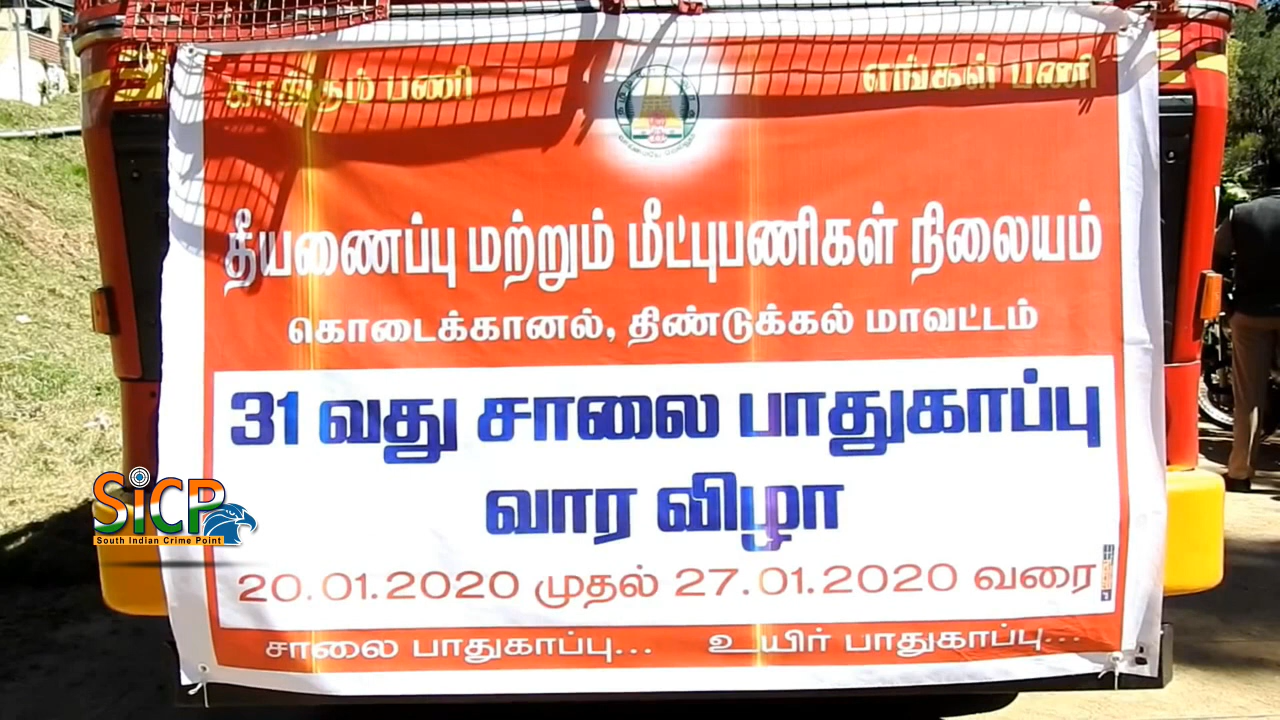 காக்கும் பணி எங்கள் பணி
தீயணைப்பு மற்றும் மீட்புபணிகள் நிலையம்
கொடைக்கானல், திண்டுக்கல் மாவட்டம்
31 வது சாலை பாதுகாப்பு
வார விழா
20.01.2020 முதல் 27.01.2020 வரை
சாலை பாதுகாப்பு... உயிர் பாதுகாப்பு...
SiCP
South Indian Crime Point